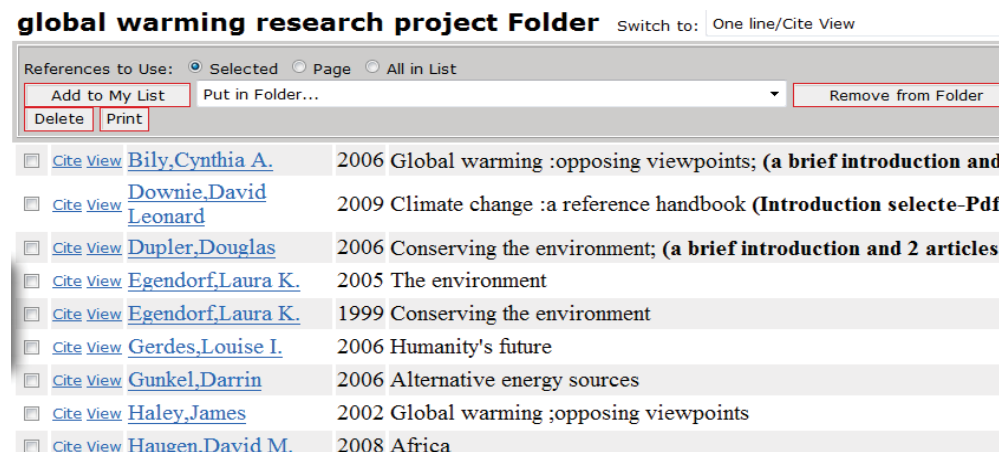 global warming research project Folder Switch to: One line/Cite View
References to Use: Selected Page All in List
Add to My List Put in Folder... Remove from Folder
Delete Print
Cite View Bily,Cynthia A. 2006 Global warming :opposing viewpoints; (a brief introduction and
Cite View Downie,David Leonard 2009 Climate change :a reference handbook (Introduction selecte-Pdf
Cite View Dupler,Douglas 2006 Conserving the environment; (a brief introduction and 2 articles
Cite View Egendorf,Laura K. 2005 The environment
Cite View Egendorf,Laura K. 1999 Conserving the environment
Cite View Gerdes,Louise I. 2006 Humanity's future
Cite View Gunkel,Darrin 2006 Alternative energy sources
Cite View Haley,James 2002 Global warming ;opposing viewpoints
Cite View Haugen,David M. 2008 Africa